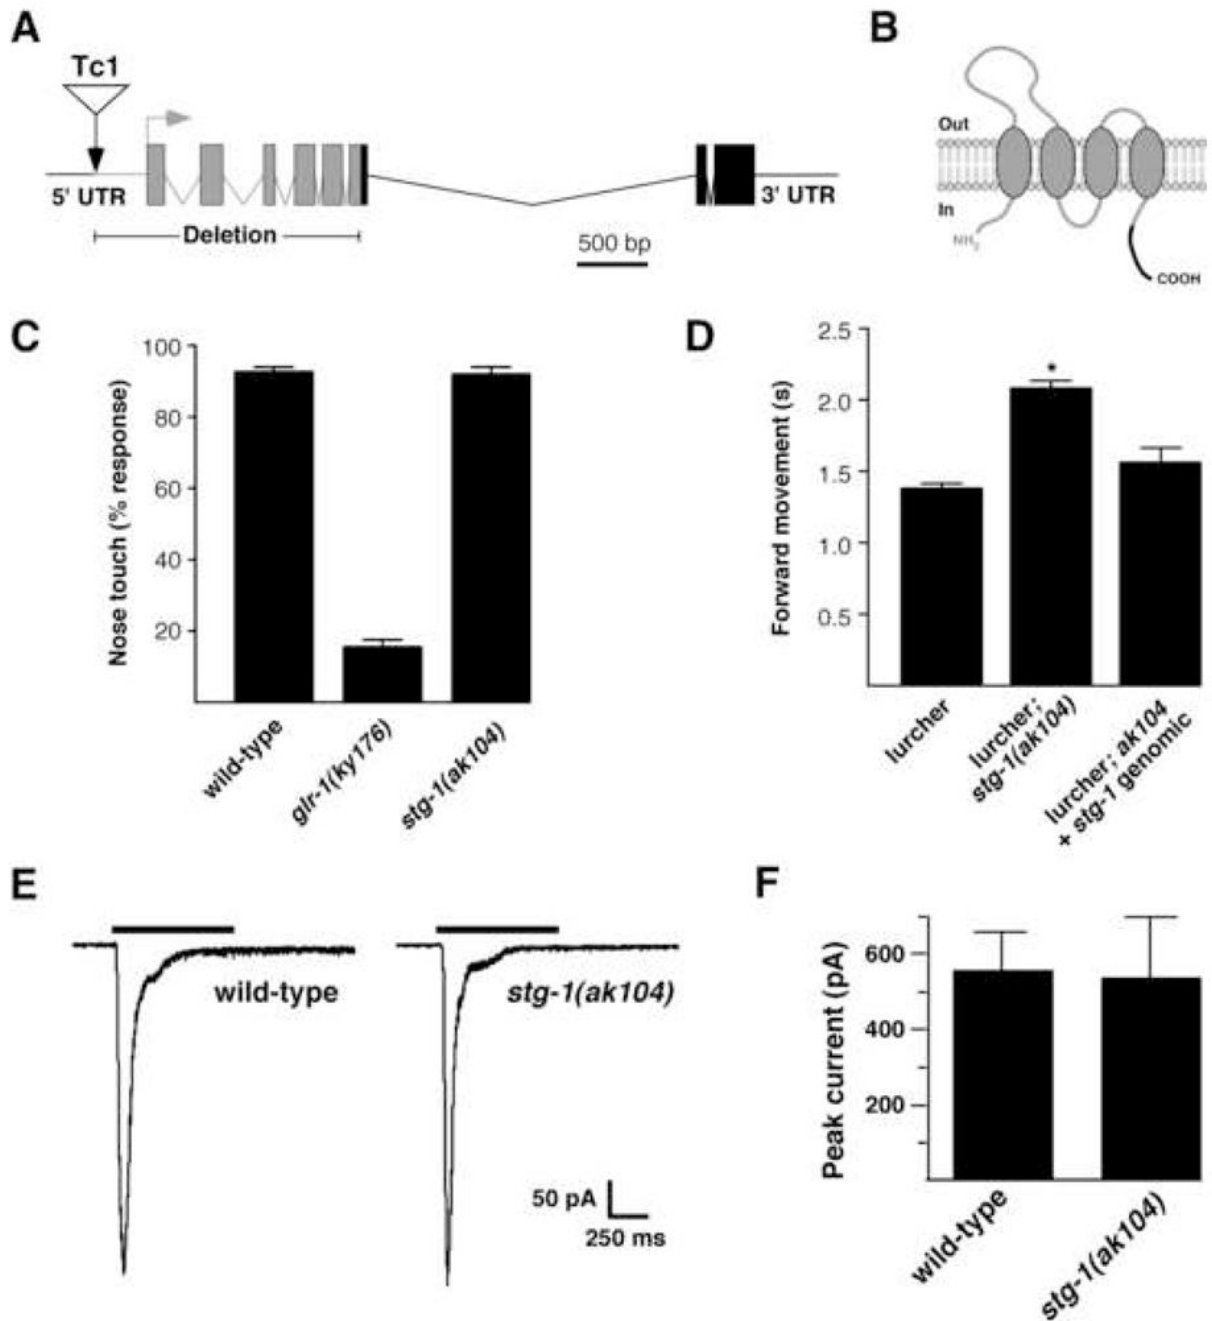 A
Tc1
5' UTR
3' UTR
Deletion
500 bp
B
Out
In
NH2
COOH
C
Nose touch (% response)
100
80
60
40
20
wild-type
glr-1(ky176)
stg-1(ak104)
D
Forward movement (s)
2.5
2.0
1.5
1.0
0.5
*
lurcher
lurcher;
stg-1(ak104)
lurcher; ak104
+ stg-1 genomic
E
wild-type
stg-1(ak104)
50 pA
250 ms
F
Peak current (pA)
600
400
200
wild-type
stg-1(ak104)